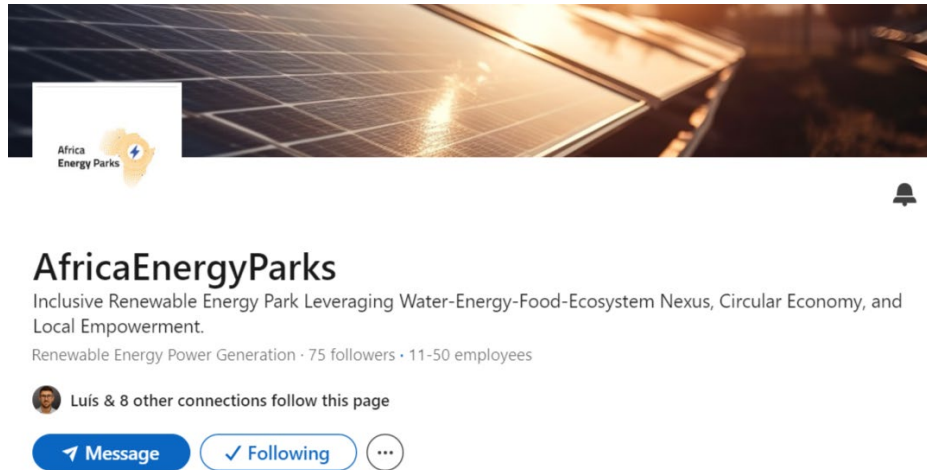 Africa
Energy Parks
AfricaEnergyParks
Inclusive Renewable Energy Park Leveraging Water-Energy-Food-Ecosystem Nexus, Circular Economy, and
Local Empowerment.
Renewable Energy Power Generation · 75 followers · 11-50 employees
Luís & 8 other connections follow this page
Message
Following